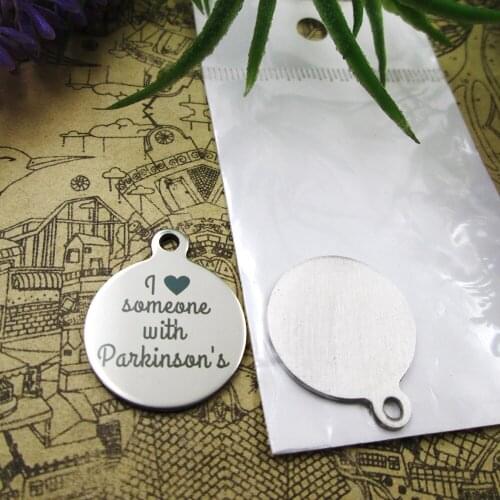 I ♥
someone
with
Parkinson's